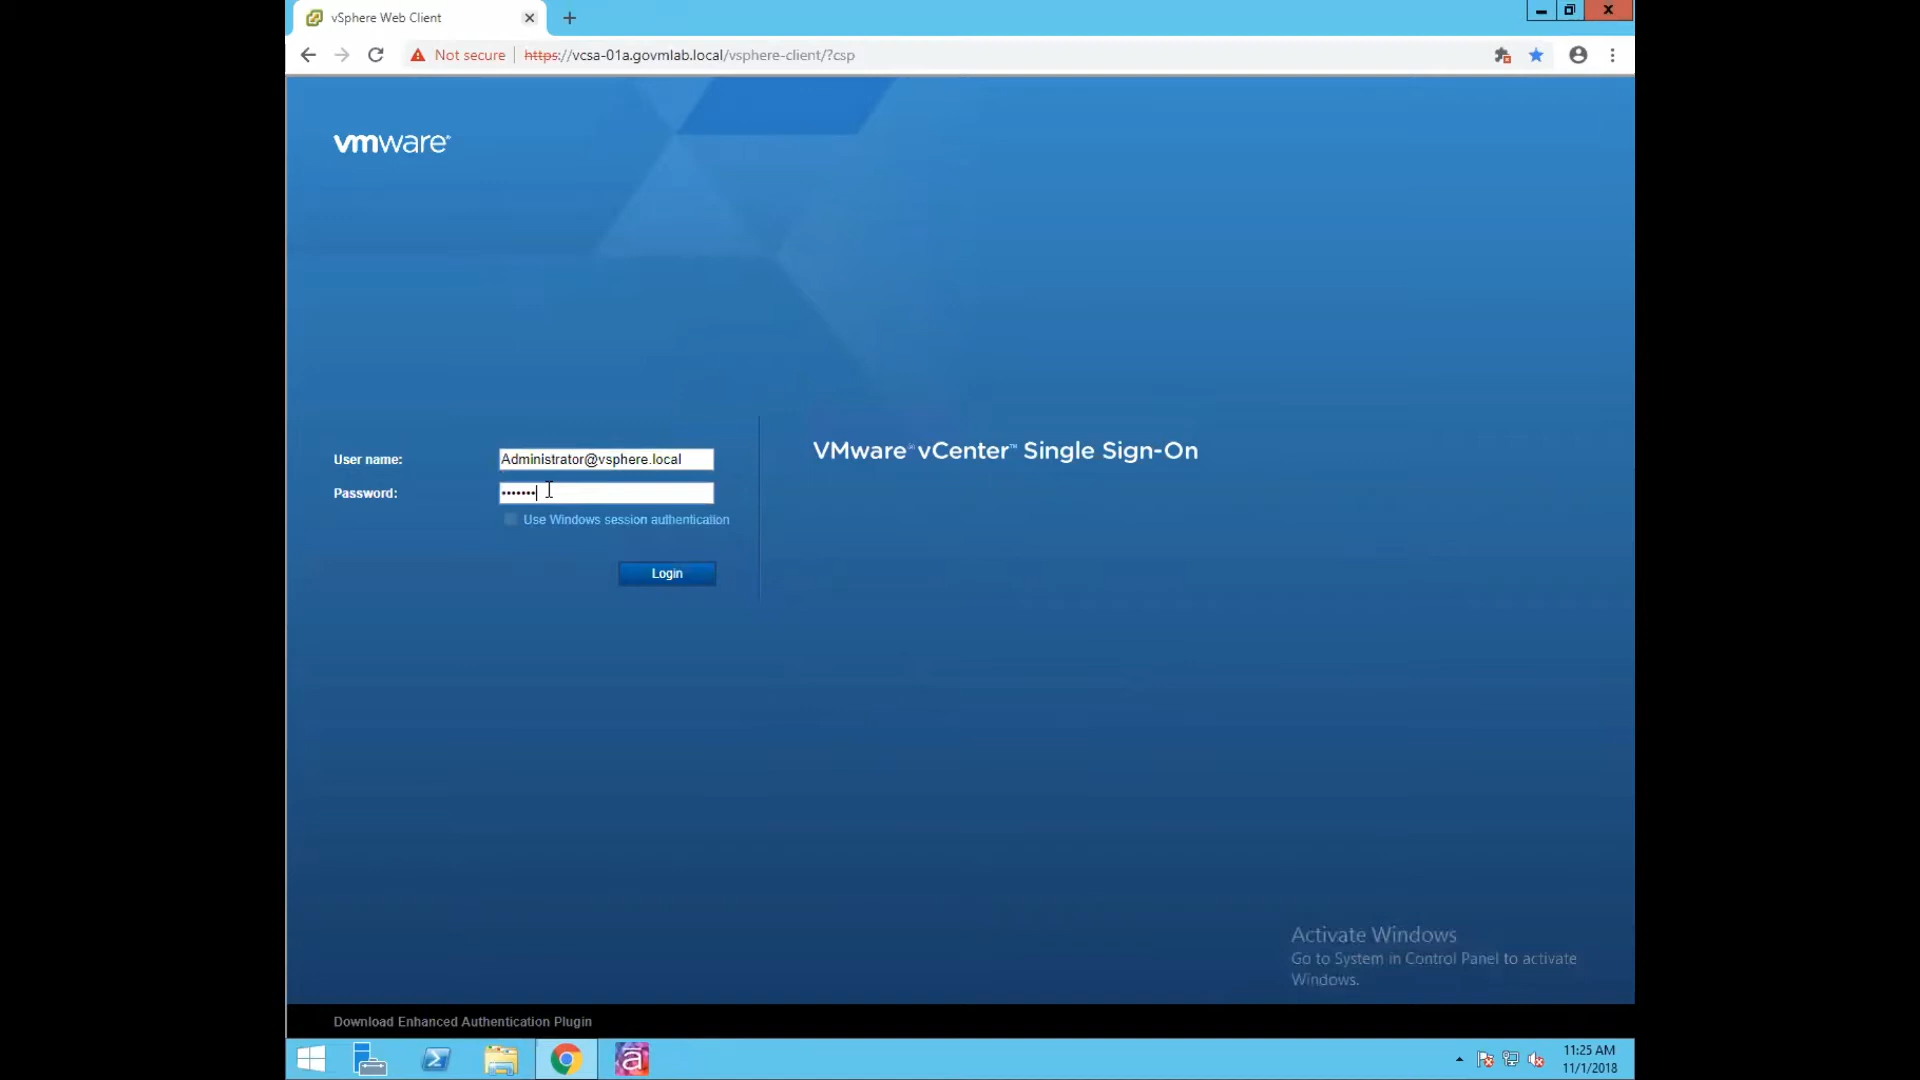 vSphere Web Client
Not secure https://vcsa-01a.govmlab.local/vsphere-client/?csp
vmware®
User name: Administrator@vsphere.local
Password: •••••••
Use Windows session authentication
Login
VMware® vCenter™ Single Sign-On
Activate Windows
Go to System in Control Panel to activate
Windows.
Download Enhanced Authentication Plugin
11:25 AM
11/1/2018